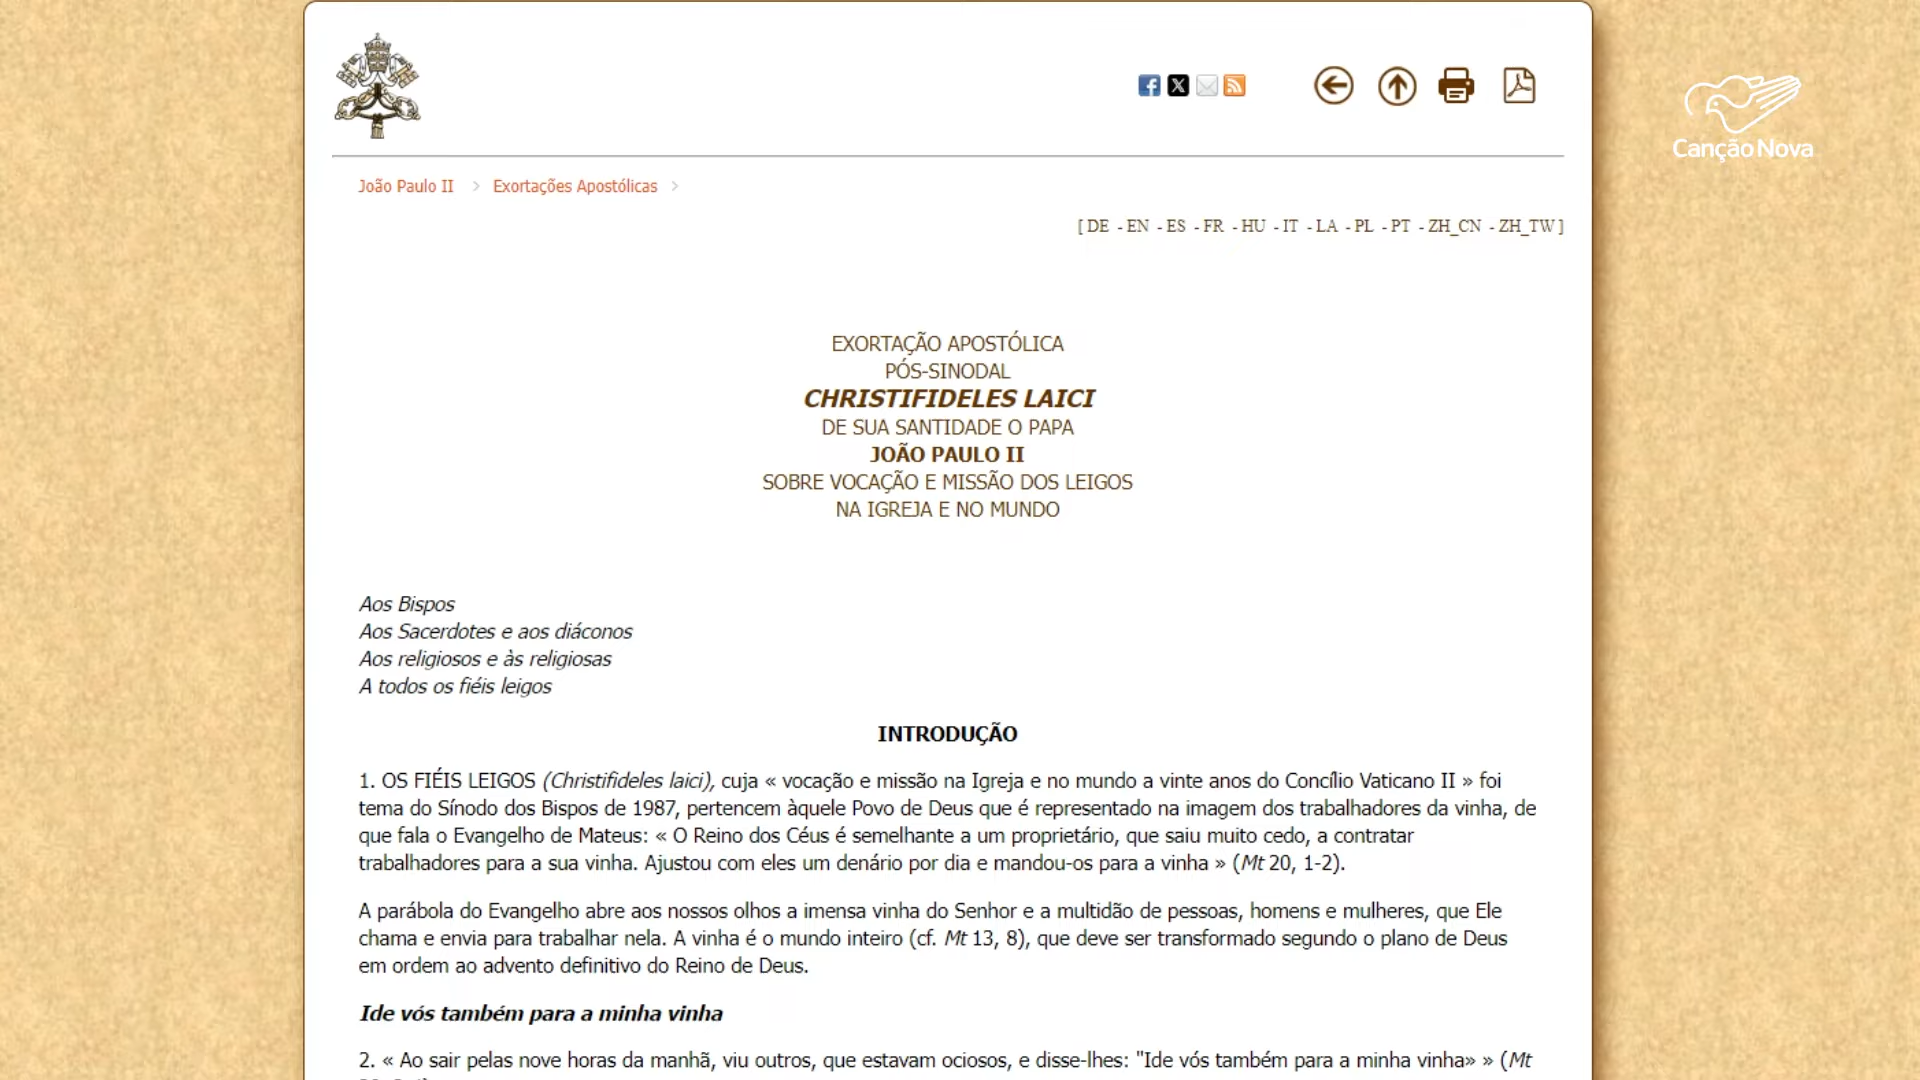 Canção Nova
João Paulo II > Exortações Apostólicas >
[ DE - EN - ES - FR - HU - IT - LA - PL - PT - ZH_CN - ZH_TW ]
EXORTAÇÃO APOSTÓLICA
PÓS-SINODAL
CHRISTIFIDELES LAICI
DE SUA SANTIDADE O PAPA
JOÃO PAULO II
SOBRE VOCAÇÃO E MISSÃO DOS LEIGOS
NA IGREJA E NO MUNDO
Aos Bispos
Aos Sacerdotes e aos diáconos
Aos religiosos e às religiosas
A todos os fiéis leigos
INTRODUÇÃO
1. OS FIÉIS LEIGOS (Christifideles laici), cuja « vocação e missão na Igreja e no mundo a vinte anos do Concílio Vaticano II » foi
tema do Sínodo dos Bispos de 1987, pertencem àquele Povo de Deus que é representado na imagem dos trabalhadores da vinha, de
que fala o Evangelho de Mateus: « O Reino dos Céus é semelhante a um proprietário, que saiu muito cedo, a contratar
trabalhadores para a sua vinha. Ajustou com eles um denário por dia e mandou-os para a vinha » (Mt 20, 1-2).
A parábola do Evangelho abre aos nossos olhos a imensa vinha do Senhor e a multidão de pessoas, homens e mulheres, que Ele
chama e envia para trabalhar nela. A vinha é o mundo inteiro (cf. Mt 13, 8), que deve ser transformado segundo o plano de Deus
em ordem ao advento definitivo do Reino de Deus.
Ide vós também para a minha vinha
2. « Ao sair pelas nove horas da manhã, viu outros, que estavam ociosos, e disse-lhes: "Ide vós também para a minha vinha» » (Mt